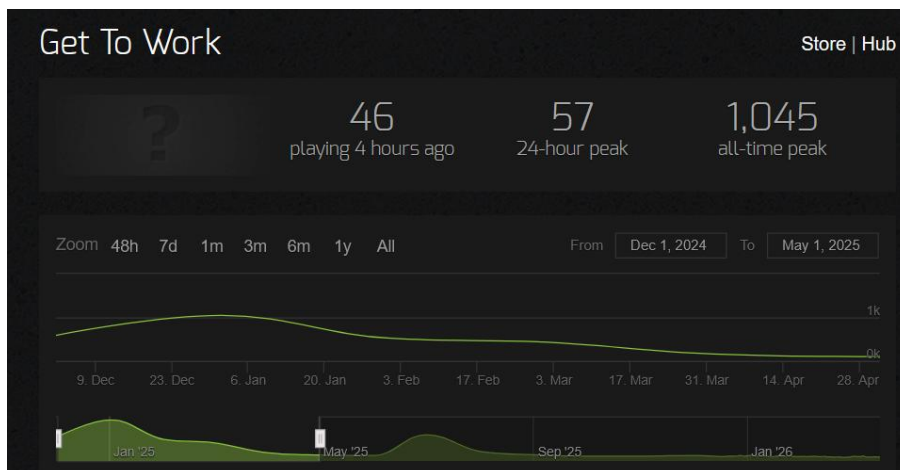 Get To Work
Store | Hub
?
46
playing 4 hours ago
57
24-hour peak
1,045
all-time peak
Zoom 48h 7d 1m 3m 6m 1y All From Dec 1, 2024 To May 1, 2025
1k
0k
9. Dec 23. Dec 6. Jan 20. Jan 3. Feb 17. Feb 3. Mar 17. Mar 31. Mar 14. Apr 28. Apr
Jan '25 May '25 Sep '25 Jan '26